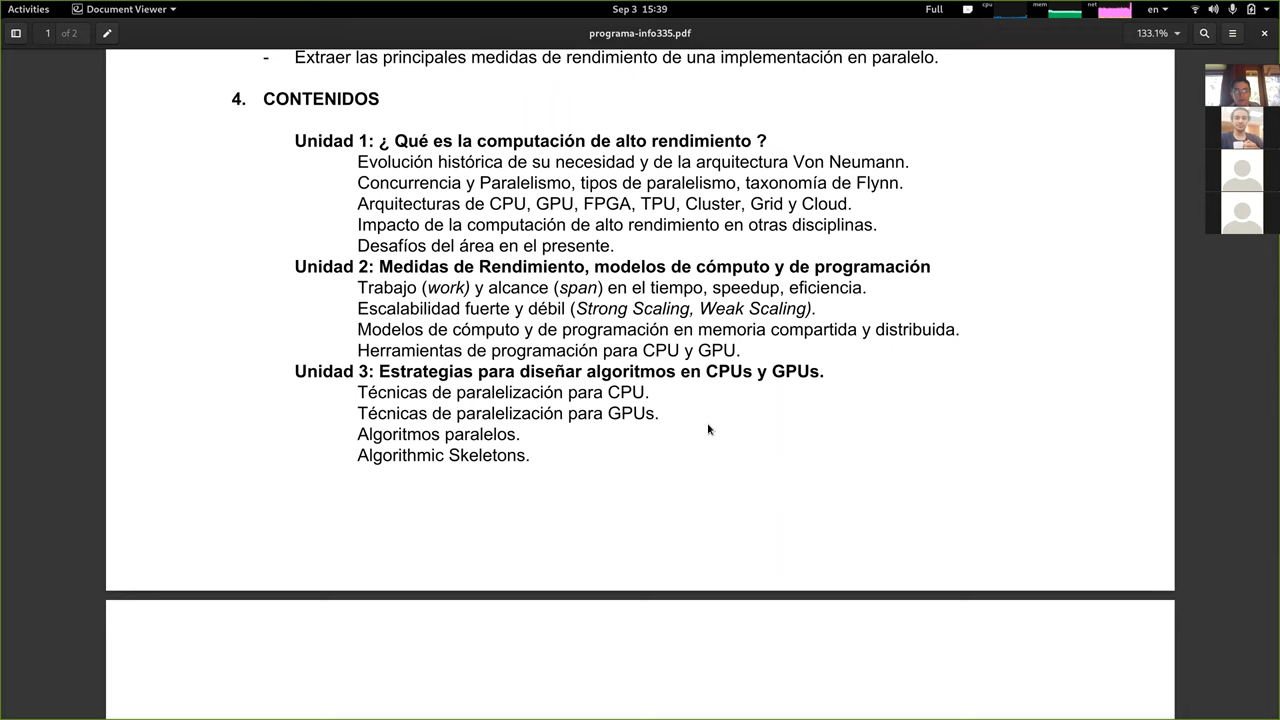 Activities
Document Viewer
Sep 3 15:39
Full
cpu
mem
net
en
1 of 2
programa-info335.pdf
133.1%
- Extraer las principales medidas de rendimiento de una implementación en paralelo.
4. CONTENIDOS
Unidad 1: ¿ Qué es la computación de alto rendimiento ?
Evolución histórica de su necesidad y de la arquitectura Von Neumann.
Concurrencia y Paralelismo, tipos de paralelismo, taxonomía de Flynn.
Arquitecturas de CPU, GPU, FPGA, TPU, Cluster, Grid y Cloud.
Impacto de la computación de alto rendimiento en otras disciplinas.
Desafíos del área en el presente.
Unidad 2: Medidas de Rendimiento, modelos de cómputo y de programación
Trabajo (work) y alcance (span) en el tiempo, speedup, eficiencia.
Escalabilidad fuerte y débil (Strong Scaling, Weak Scaling).
Modelos de cómputo y de programación en memoria compartida y distribuida.
Herramientas de programación para CPU y GPU.
Unidad 3: Estrategias para diseñar algoritmos en CPUs y GPUs.
Técnicas de paralelización para CPU.
Técnicas de paralelización para GPUs.
Algoritmos paralelos.
Algorithmic Skeletons.